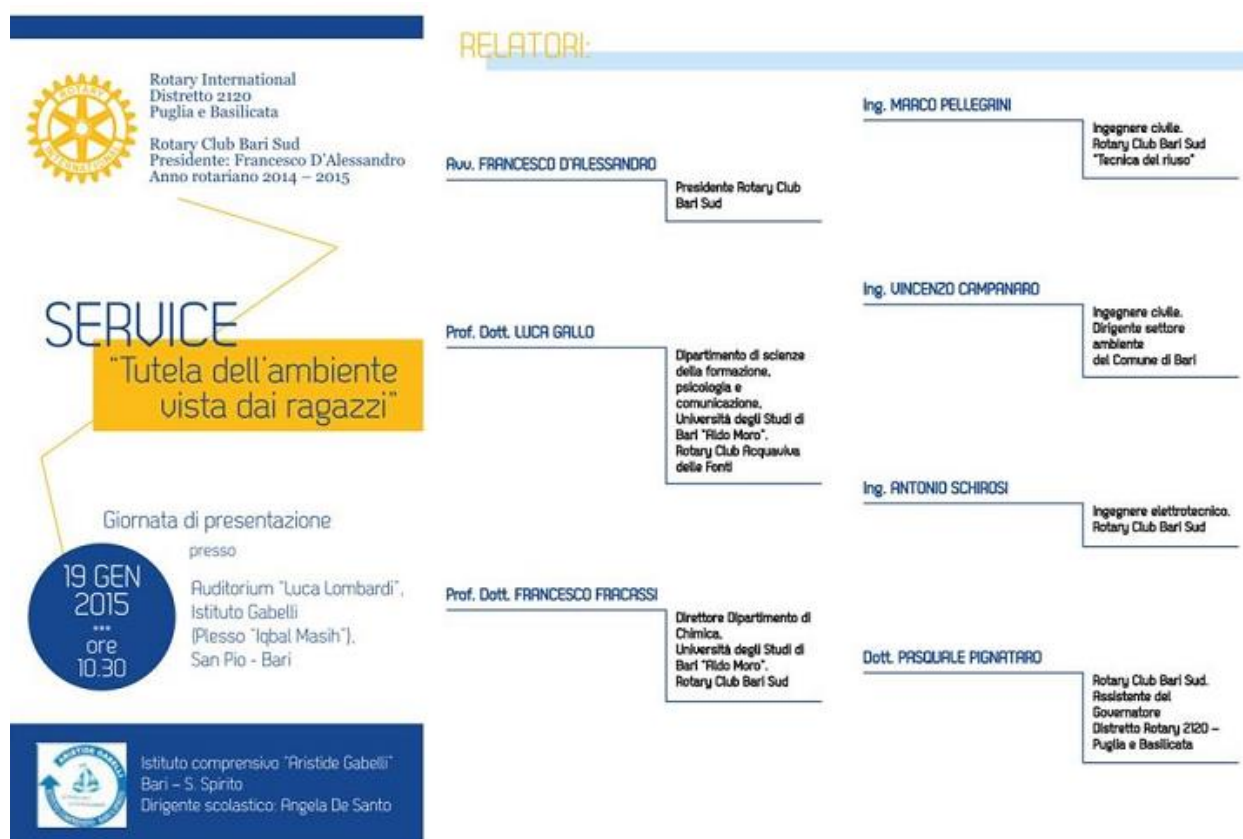 Rotary International
Distretto 2120
Puglia e Basilicata
Rotary Club Bari Sud
Presidente: Francesco D'Alessandro
Anno rotariano 2014 – 2015
ROTARY
INTERNATIONAL
SERVICE
"Tutela dell'ambiente
vista dai ragazzi"
Giornata di presentazione
presso
19 GEN
2015
...
ore
10.30
Auditorium "Luca Lombardi",
Istituto Gabelli
(Plesso "Iqbal Masih"),
San Pio - Bari
ARISTIDE GABELLI
Istituto comprensivo "Aristide Gabelli"
Bari – S. Spirito
Dirigente scolastico: Angela De Santo
RELATORI:
Avv. FRANCESCO D'ALESSANDRO
Presidente Rotary Club
Bari Sud
Prof. Dott. LUCA GALLO
Dipartimento di scienze
della formazione,
psicologia e
comunicazione,
Università degli Studi di
Bari "Aldo Moro".
Rotary Club Acquaviva
delle Fonti
Prof. Dott. FRANCESCO FRACASSI
Direttore Dipartimento di
Chimica,
Università degli Studi di
Bari "Aldo Moro".
Rotary Club Bari Sud
Ing. MARCO PELLEGRINI
Ingegnere civile.
Rotary Club Bari Sud
"Tecnica del riuso"
Ing. VINCENZO CAMPANARO
Ingegnere civile.
Dirigente settore
ambiente
del Comune di Bari
Ing. ANTONIO SCHIROSI
Ingegnere elettrotecnico.
Rotary Club Bari Sud
Dott. PASQUALE PIGNATARO
Rotary Club Bari Sud.
Assistente del
Governatore
Distretto Rotary 2120 –
Puglia e Basilicata